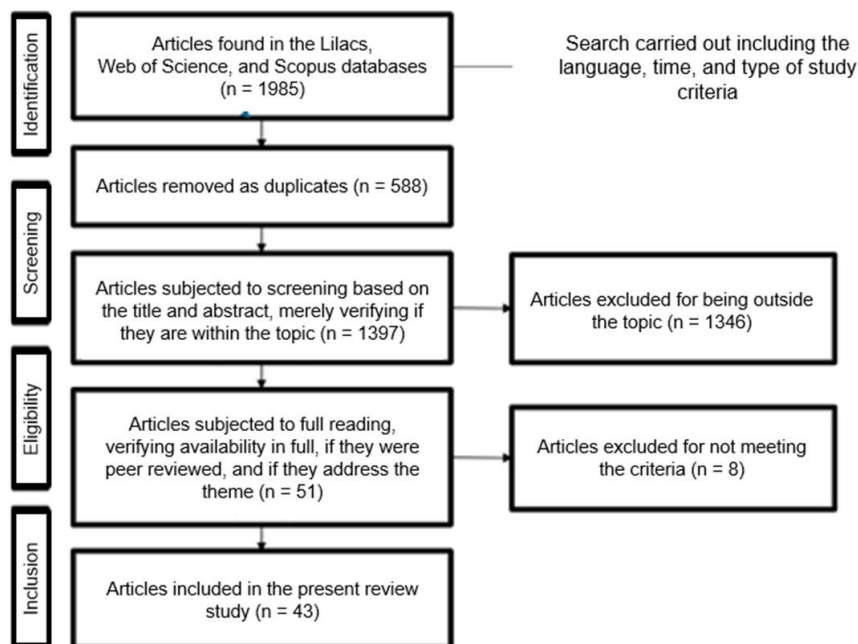 Identification
Articles found in the Lilacs,
Web of Science, and Scopus databases
(n = 1985)
Search carried out including the
language, time, and type of study
criteria
Articles removed as duplicates (n = 588)
Screening
Articles subjected to screening based on
the title and abstract, merely verifying if
they are within the topic (n = 1397)
Articles excluded for being outside
the topic (n = 1346)
Eligibility
Articles subjected to full reading,
verifying availability in full, if they were
peer reviewed, and if they address the
theme (n = 51)
Articles excluded for not meeting
the criteria (n = 8)
Inclusion
Articles included in the present review
study (n = 43)